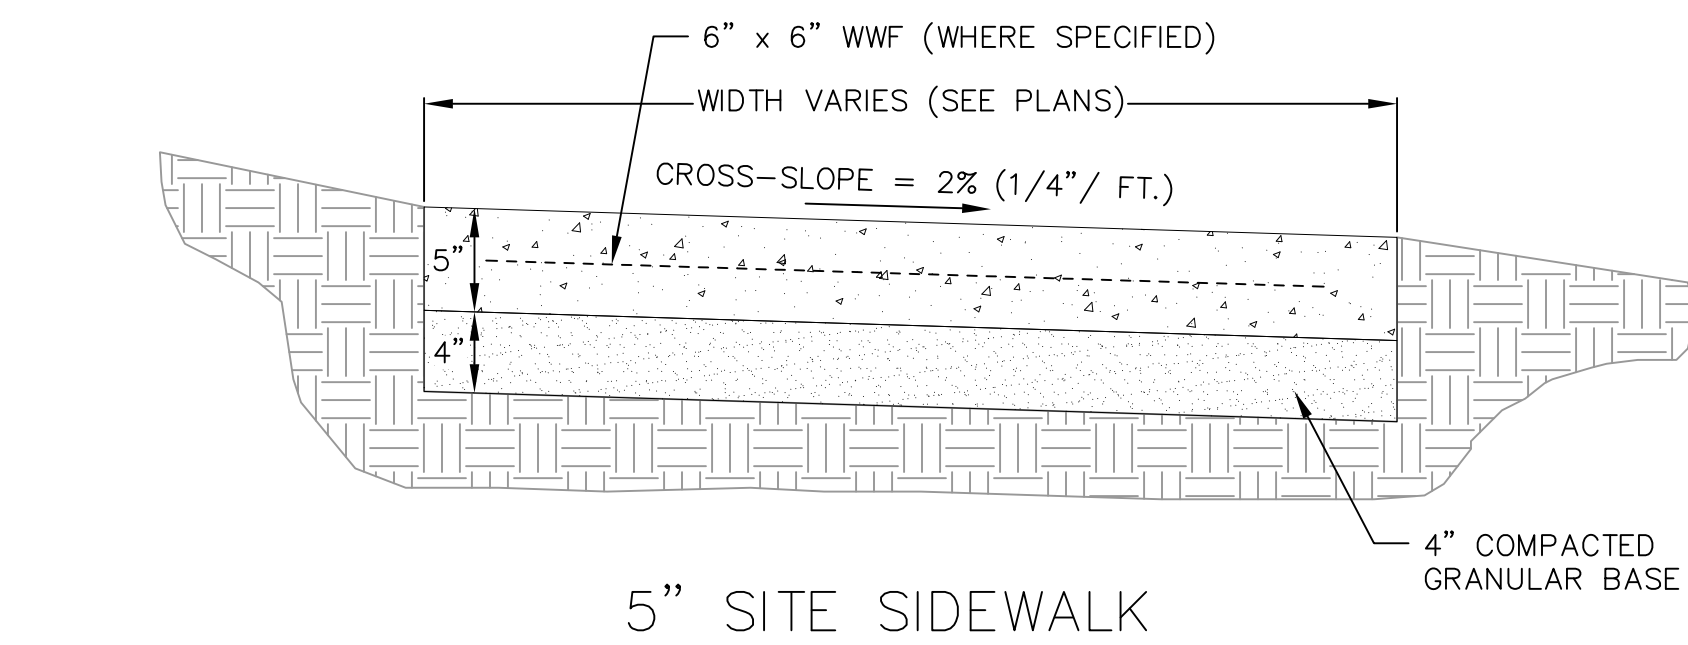 6” x 6” WWF (WHERE SPECIFIED)
WIDTH VARIES (SEE PLANS)
CROSS-SLOPE = 2% (1/4”/ FT.)
5”
4”
4” COMPACTED
GRANULAR BASE
5” SITE SIDEWALK